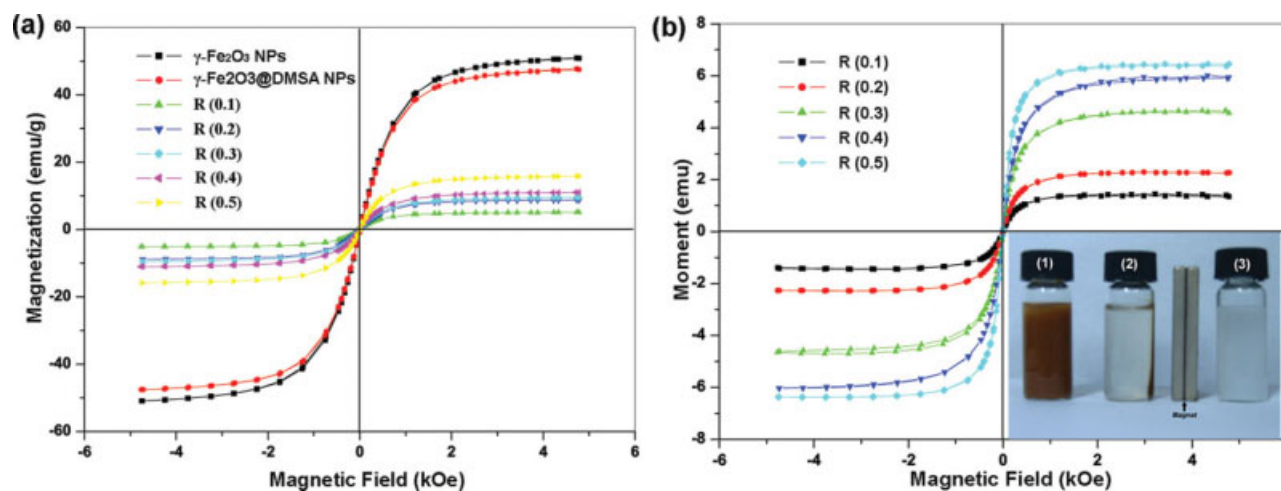 (a)
60
40
20
0
-20
-40
-60
Magnetization (emu/g)
γ-Fe₂O₃ NPs
γ-Fe2O3@DMSA NPs
R (0.1)
R (0.2)
R (0.3)
R (0.4)
R (0.5)
-6 -4 -2 0 2 4 6
Magnetic Field (kOe)
(b)
8
6
4
2
0
-2
-4
-6
-8
Moment (emu)
R (0.1)
R (0.2)
R (0.3)
R (0.4)
R (0.5)
(1) (2) (3)
Magnet
-6 -4 -2 0 2 4
Magnetic Field (kOe)